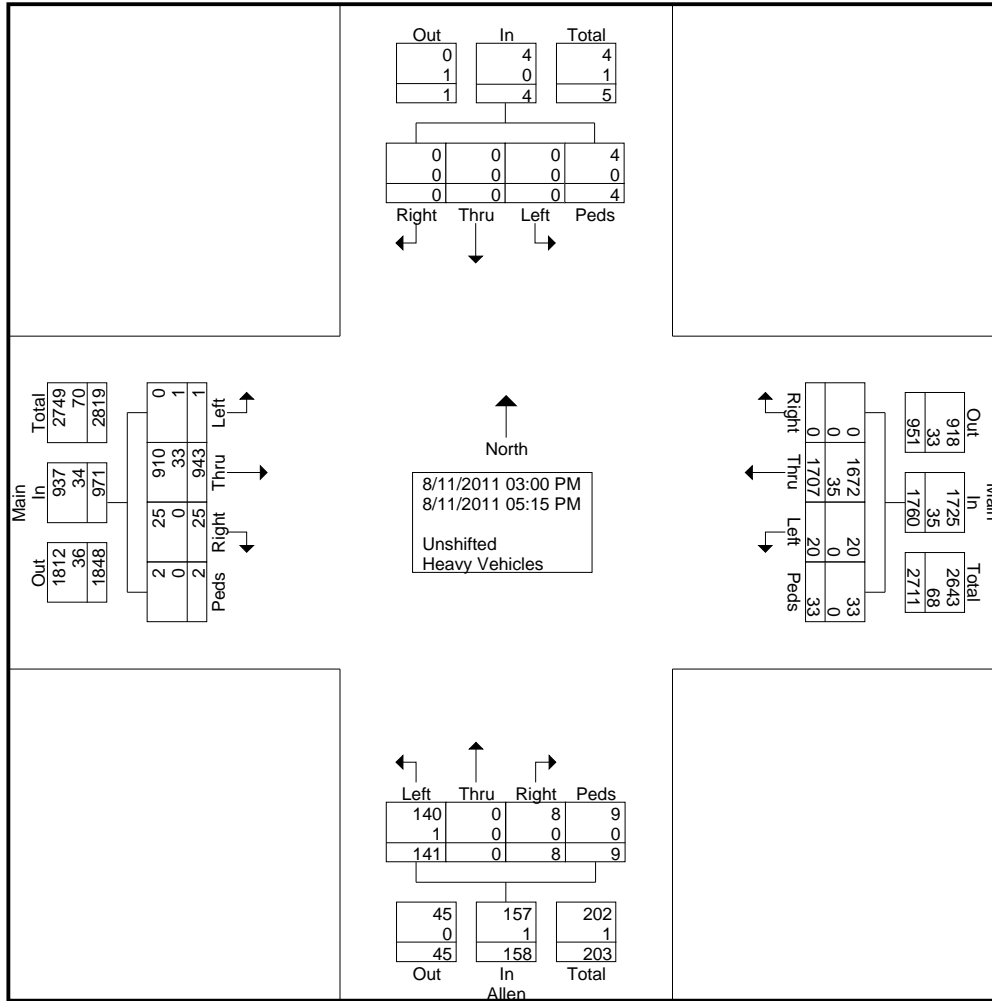 Out In Total
0 4 4
1 0 1
1 4 5
0 0 0 4
0 0 0 0
0 0 0 4
Right Thru Left Peds
Main
Out In Total
1812 937 2749
36 34 70
1848 971 2819
0 910 25 2
1 33 0 0
1 943 25 2
Left Thru Right Peds
North
8/11/2011 03:00 PM
8/11/2011 05:15 PM
Unshifted
Heavy Vehicles
Right Thru Left Peds
0 1672 20 33
0 35 0 0
0 1707 20 33
Main
Out In Total
918 1725 2643
33 35 68
951 1760 2711
Left Thru Right Peds
140 0 8 9
1 0 0 0
141 0 8 9
45 157 202
0 1 1
45 158 203
Out In Total
Allen